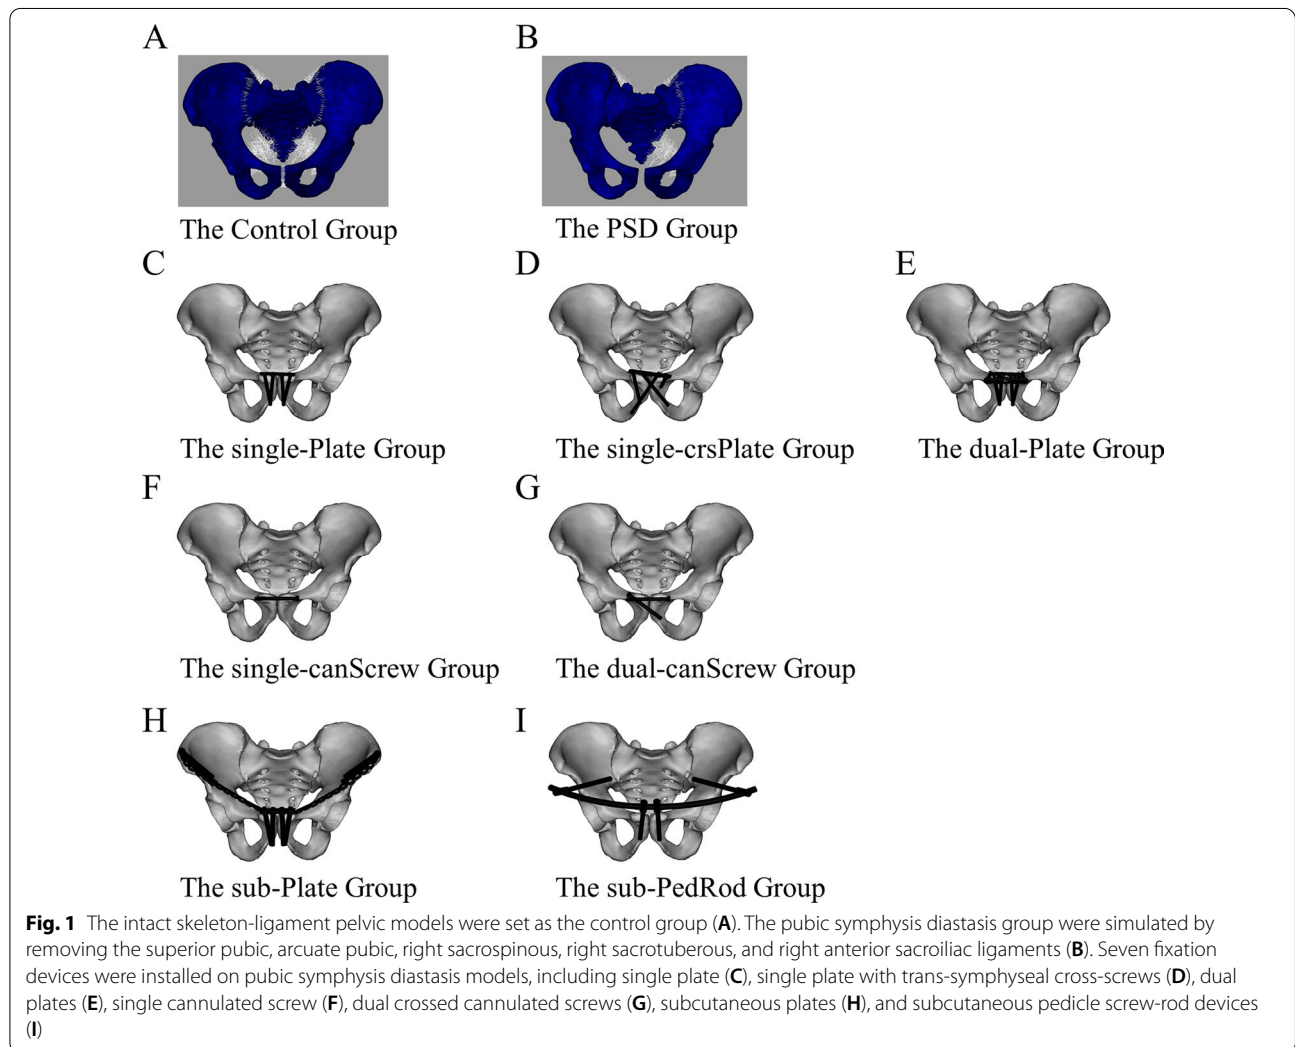 A
B
The Control Group
The PSD Group
C
D
E
The single-Plate Group
The single-crsPlate Group
The dual-Plate Group
F
G
The single-canScrew Group
The dual-canScrew Group
H
I
The sub-Plate Group
The sub-PedRod Group
Fig. 1 The intact skeleton-ligament pelvic models were set as the control group (A). The pubic symphysis diastasis group were simulated by
removing the superior pubic, arcuate pubic, right sacrospinous, right sacrotuberous, and right anterior sacroiliac ligaments (B). Seven fixation
devices were installed on pubic symphysis diastasis models, including single plate (C), single plate with trans-symphyseal cross-screws (D), dual
plates (E), single cannulated screw (F), dual crossed cannulated screws (G), subcutaneous plates (H), and subcutaneous pedicle screw-rod devices
(I)